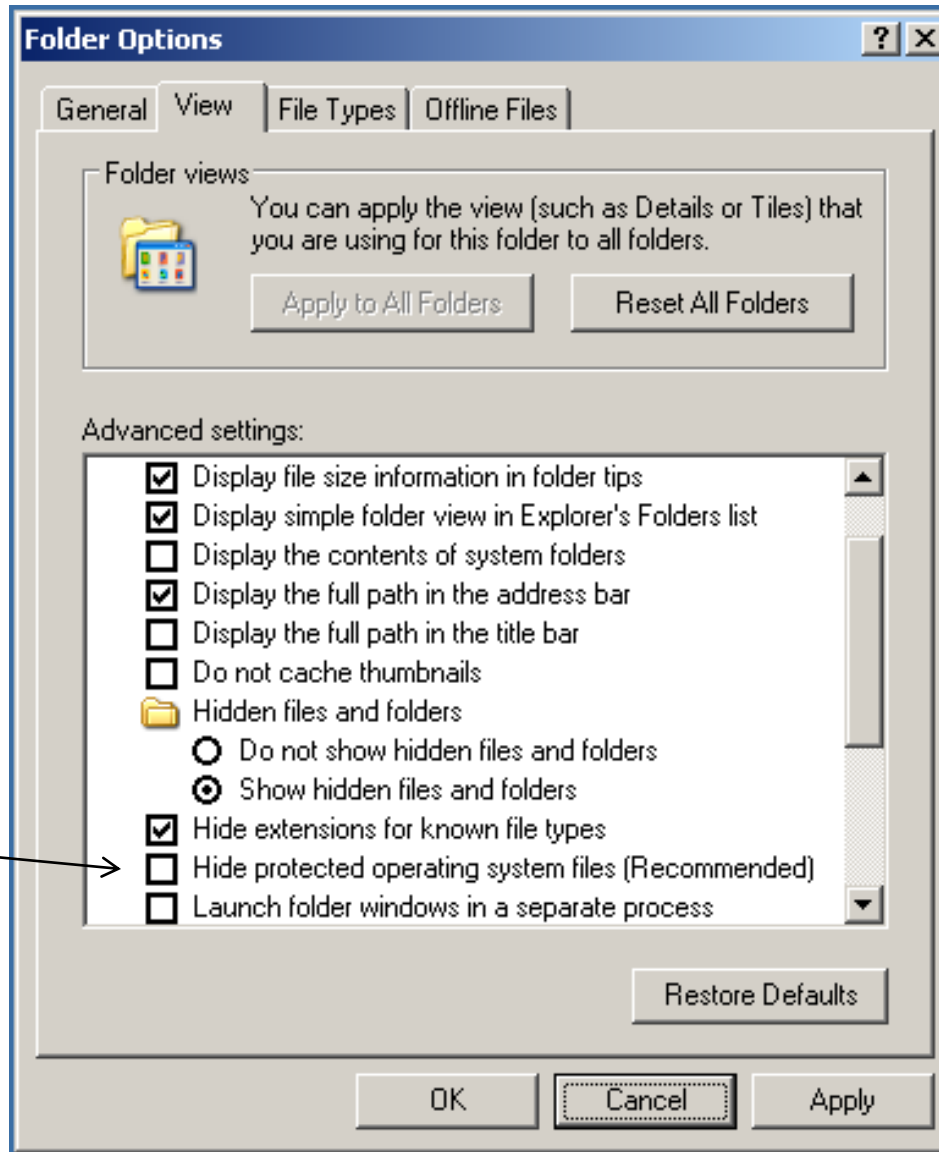 Folder Options
General View File Types Offline Files
Folder views
You can apply the view (such as Details or Tiles) that
you are using for this folder to all folders.
Apply to All Folders Reset All Folders
Advanced settings:
Display file size information in folder tips
Display simple folder view in Explorer's Folders list
Display the contents of system folders
Display the full path in the address bar
Display the full path in the title bar
Do not cache thumbnails
Hidden files and folders
Do not show hidden files and folders
Show hidden files and folders
Hide extensions for known file types
Hide protected operating system files (Recommended)
Launch folder windows in a separate process
Restore Defaults
OK Cancel Apply